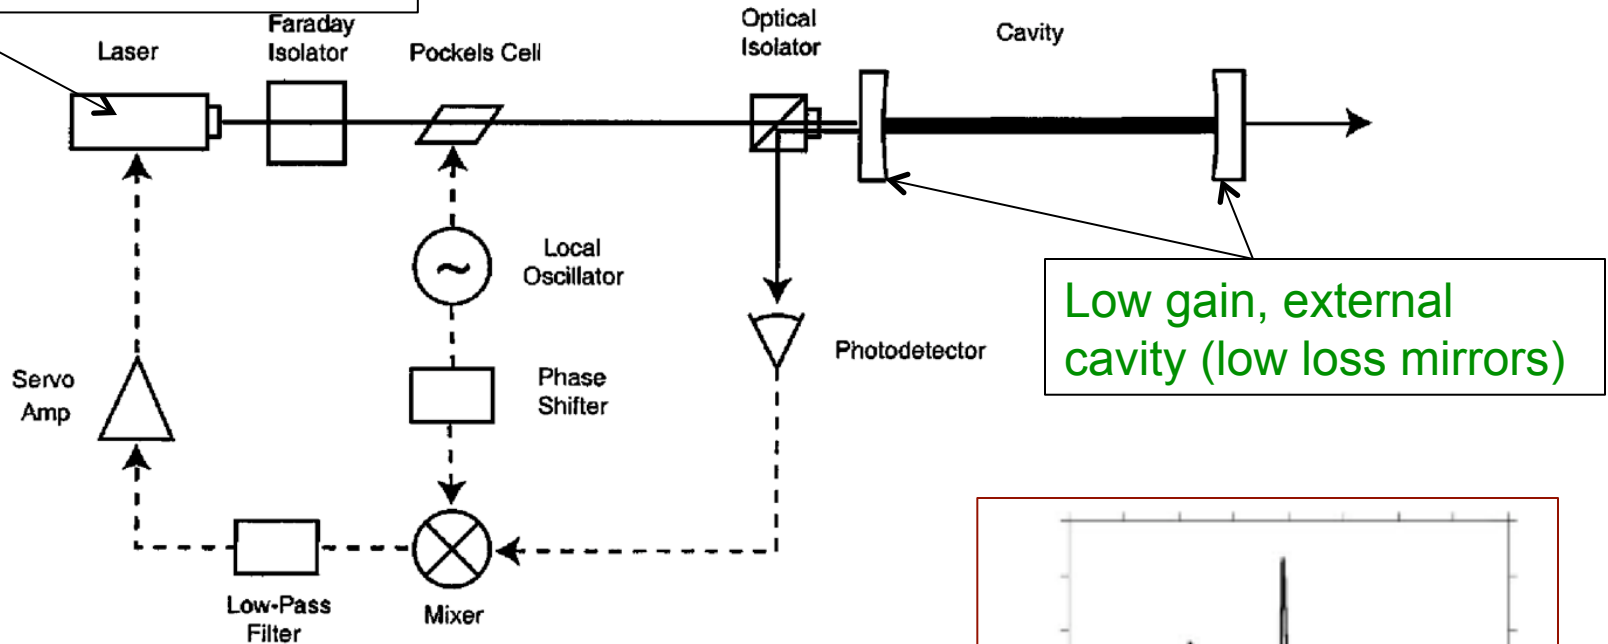 Laser
Faraday
Isolator
Pockels Cell
Optical
Isolator
Cavity
Local
Oscillator
~
Low gain, external
cavity (low loss mirrors)
Photodetector
Servo
Amp
Phase
Shifter
Low-Pass
Filter
Mixer